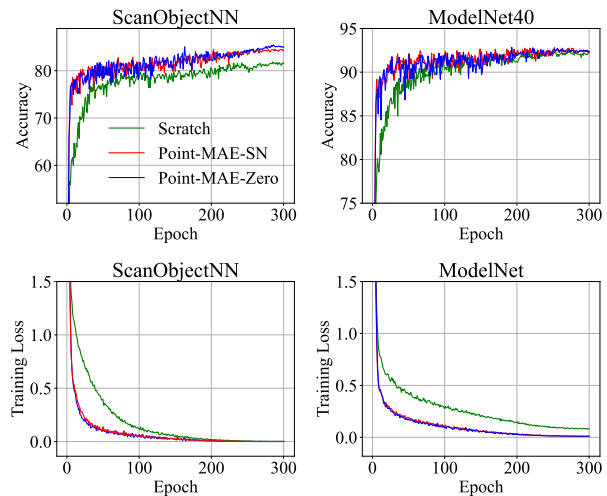 ScanObjectNN
Accuracy
80
70
60
Scratch
Point-MAE-SN
Point-MAE-Zero
0 100 200 300
Epoch
ModelNet40
Accuracy
95
90
85
80
75
0 100 200 300
Epoch
ScanObjectNN
Training Loss
1.5
1.0
0.5
0.0
0 100 200 300
Epoch
ModelNet
Training Loss
1.5
1.0
0.5
0.0
0 100 200 300
Epoch